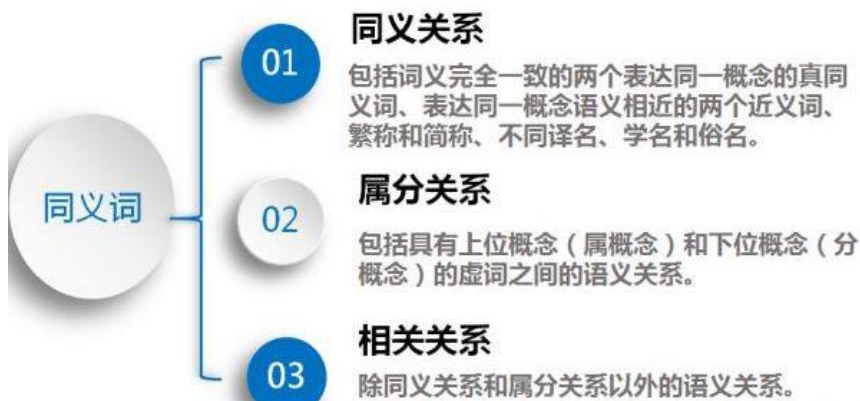 同义词
01
同义关系
包括词义完全一致的两个表达同一概念的真同
义词、表达同一概念语义相近的两个近义词、
繁称和简称、不同译名、学名和俗名。
02
属分关系
包括具有上位概念（属概念）和下位概念（分
概念）的虚词之间的语义关系。
03
相关关系
除同义关系和属分关系以外的语义关系。